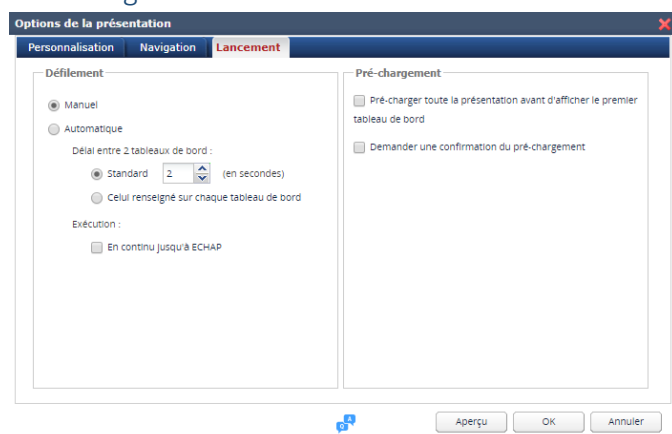 Options de la présentation
Personnalisation Navigation Lancement
Défilement
Manuel
Automatique
Délai entre 2 tableaux de bord :
Standard 2 (en secondes)
Celui renseigné sur chaque tableau de bord
Exécution :
En continu jusqu'à ECHAP
Pré-chargement
Pré-charger toute la présentation avant d'afficher le premier
tableau de bord
Demander une confirmation du pré-chargement
Aperçu OK Annuler